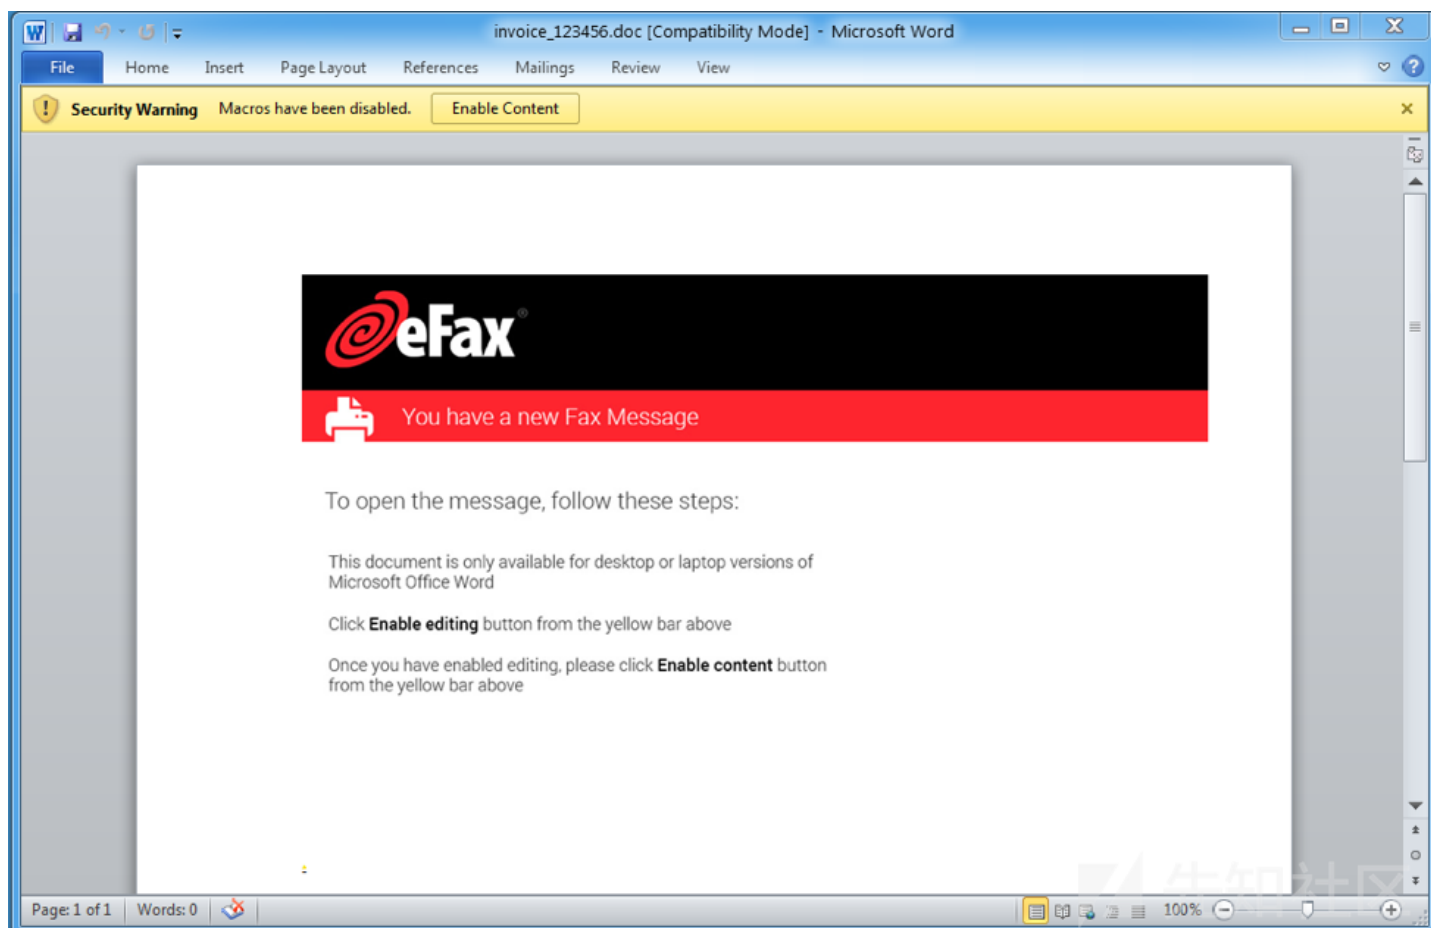 invoice_123456.doc [Compatibility Mode] - Microsoft Word
File Home Insert Page Layout References Mailings Review View
Security Warning Macros have been disabled. Enable Content
eFax®
You have a new Fax Message
To open the message, follow these steps:
This document is only available for desktop or laptop versions of
Microsoft Office Word
Click Enable editing button from the yellow bar above
Once you have enabled editing, please click Enable content button
from the yellow bar above
先知社区
Page: 1 of 1 Words: 0 100%